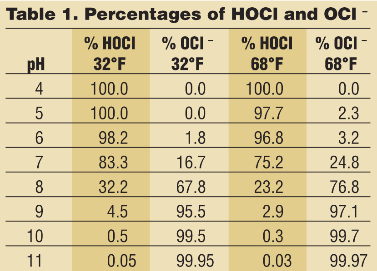 Table 1. Percentages of HOCl and OCl -
% HOCl % OCl - % HOCl % OCl -
pH 32°F 32°F 68°F 68°F
4 100.0 0.0 100.0 0.0
5 100.0 0.0 97.7 2.3
6 98.2 1.8 96.8 3.2
7 83.3 16.7 75.2 24.8
8 32.2 67.8 23.2 76.8
9 4.5 95.5 2.9 97.1
10 0.5 99.5 0.3 99.7
11 0.05 99.95 0.03 99.97